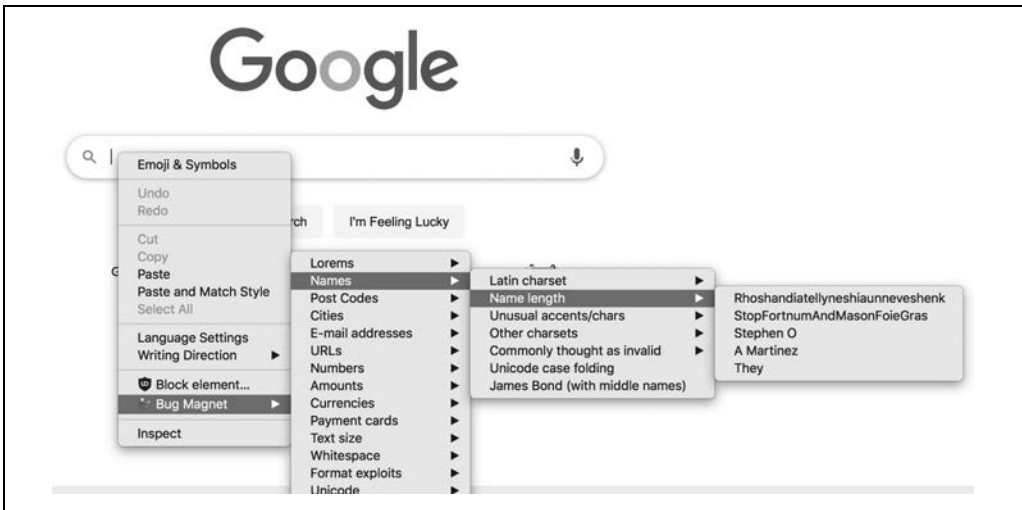 Google
Emoji & Symbols
Undo
Redo
Cut
Copy
Paste
Paste and Match Style
Select All
Language Settings
Writing Direction
Block element...
Bug Magnet
Inspect
I'm Feeling Lucky
Lorems
Names
Post Codes
Cities
E-mail addresses
URLs
Numbers
Amounts
Currencies
Payment cards
Text size
Whitespace
Format exploits
Unicode
Latin charset
Name length
Unusual accents/chars
Other charsets
Commonly thought as invalid
Unicode case folding
James Bond (with middle names)
Rhoshandiatellyneshiaunneveshenk
StopFortnumAndMasonFoieGras
Stephen O
A Martinez
They